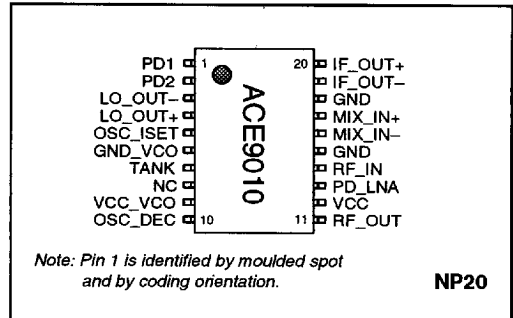 PD1 1 20 IF_OUT+
PD2 IF_OUT–
LO_OUT– GND
LO_OUT+ MIX_IN+
OSC_ISET MIX_IN–
GND_VCO GND
TANK RF_IN
NC PD_LNA
VCC_VCO VCC
OSC_DEC 10 11 RF_OUT
ACE9010
Note: Pin 1 is identified by moulded spot
and by coding orientation.
NP20